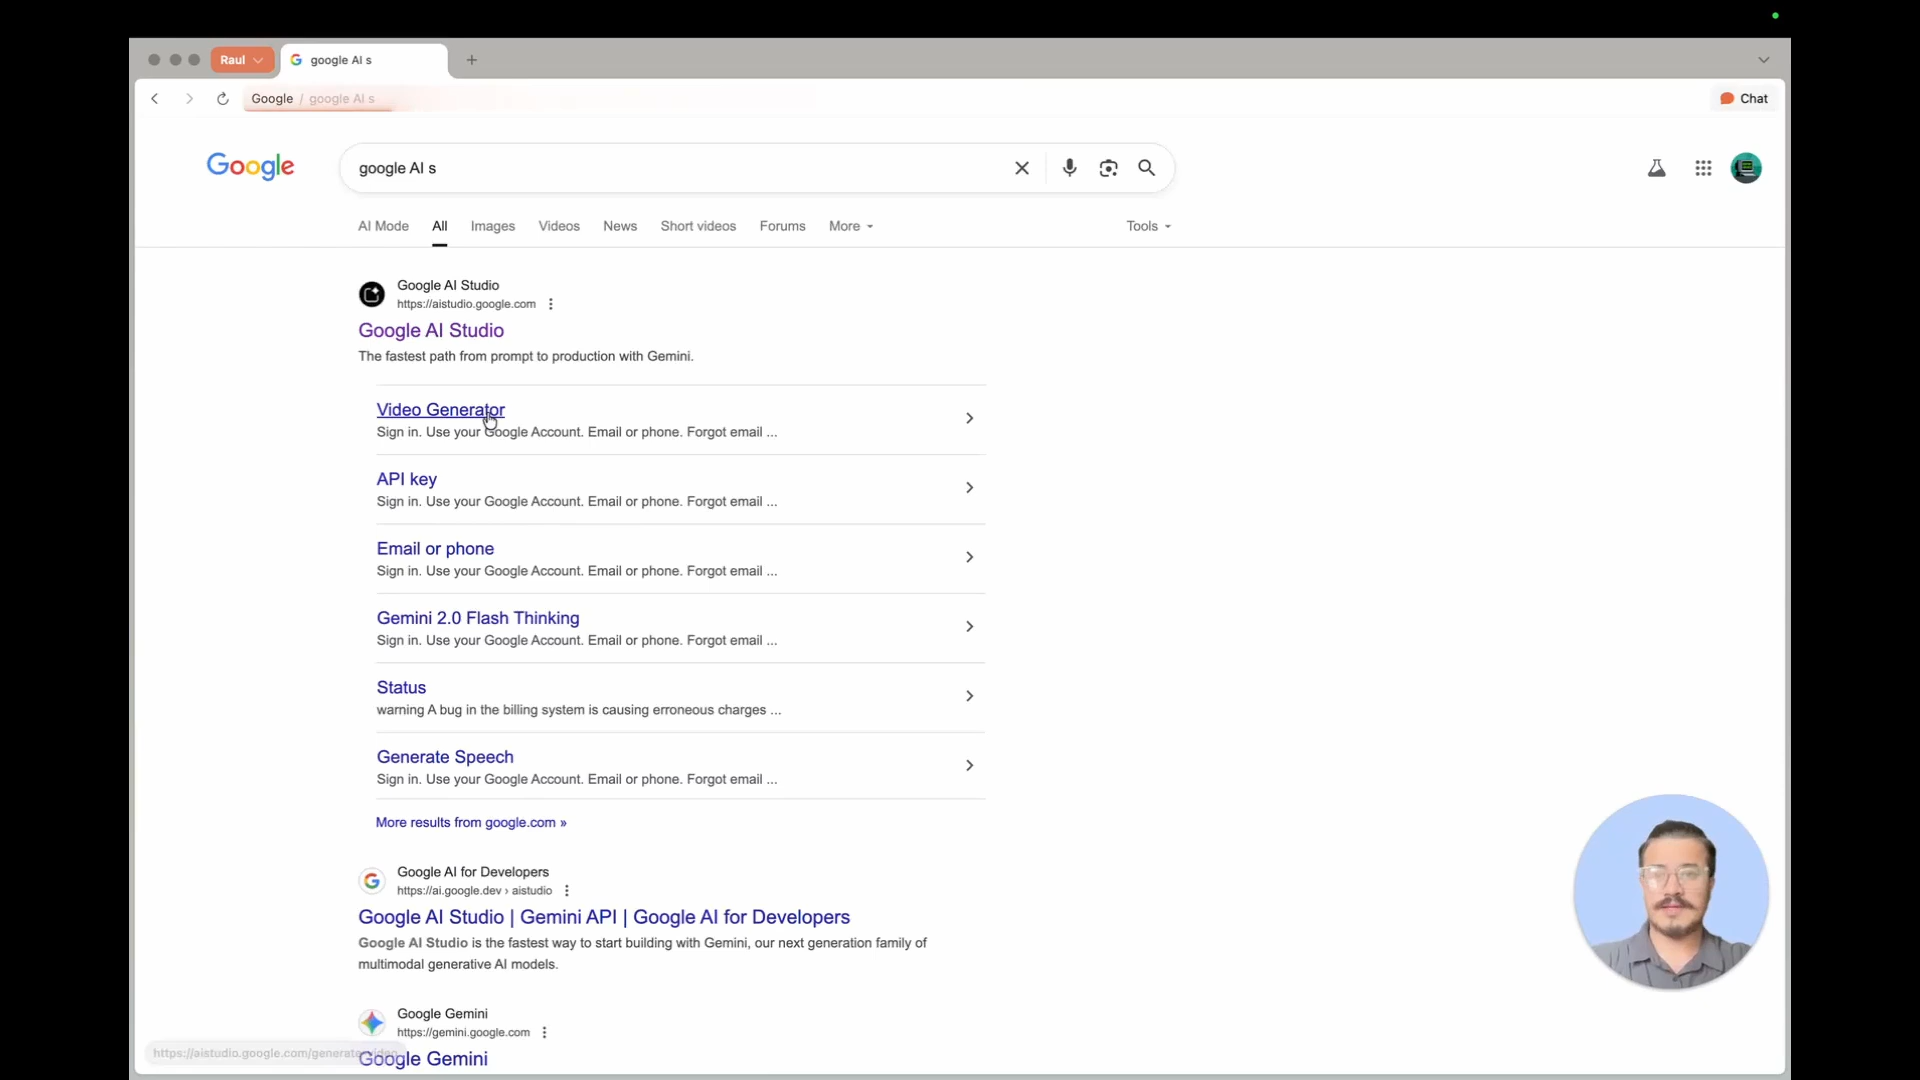 Raul
google AI s
Google / google AI s
Chat
Google
google AI s
AI Mode
All
Images
Videos
News
Short videos
Forums
More
Tools
Google AI Studio
https://aistudio.google.com
Google AI Studio
The fastest path from prompt to production with Gemini.
Video Generator
Sign in. Use your Google Account. Email or phone. Forgot email ...
API key
Sign in. Use your Google Account. Email or phone. Forgot email ...
Email or phone
Sign in. Use your Google Account. Email or phone. Forgot email ...
Gemini 2.0 Flash Thinking
Sign in. Use your Google Account. Email or phone. Forgot email ...
Status
warning A bug in the billing system is causing erroneous charges ...
Generate Speech
Sign in. Use your Google Account. Email or phone. Forgot email ...
More results from google.com »
Google AI for Developers
https://ai.google.dev › aistudio
Google AI Studio | Gemini API | Google AI for Developers
Google AI Studio is the fastest way to start building with Gemini, our next generation family of
multimodal generative AI models.
Google Gemini
https://gemini.google.com
https://aistudio.google.com/generate-video
Google Gemini